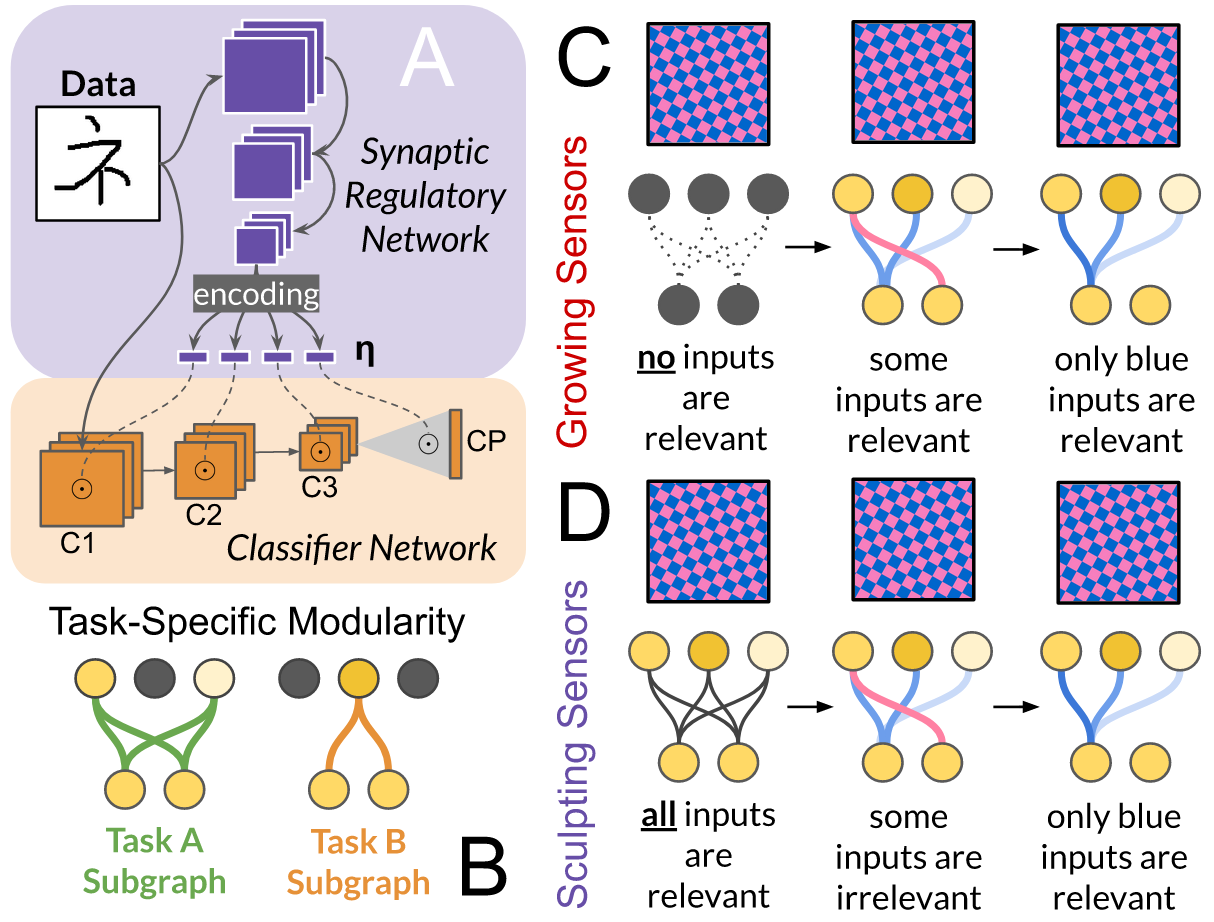 A
Data
ネ
Synaptic
Regulatory
Network
encoding
η
C1
C2
C3
CP
Classifier Network
Task-Specific Modularity
Task A
Subgraph
Task B
Subgraph
B
C
Growing Sensors
no inputs
are
relevant
some
inputs are
relevant
only blue
inputs are
relevant
D
Sculpting Sensors
all inputs
are
relevant
some
inputs are
irrelevant
only blue
inputs are
relevant